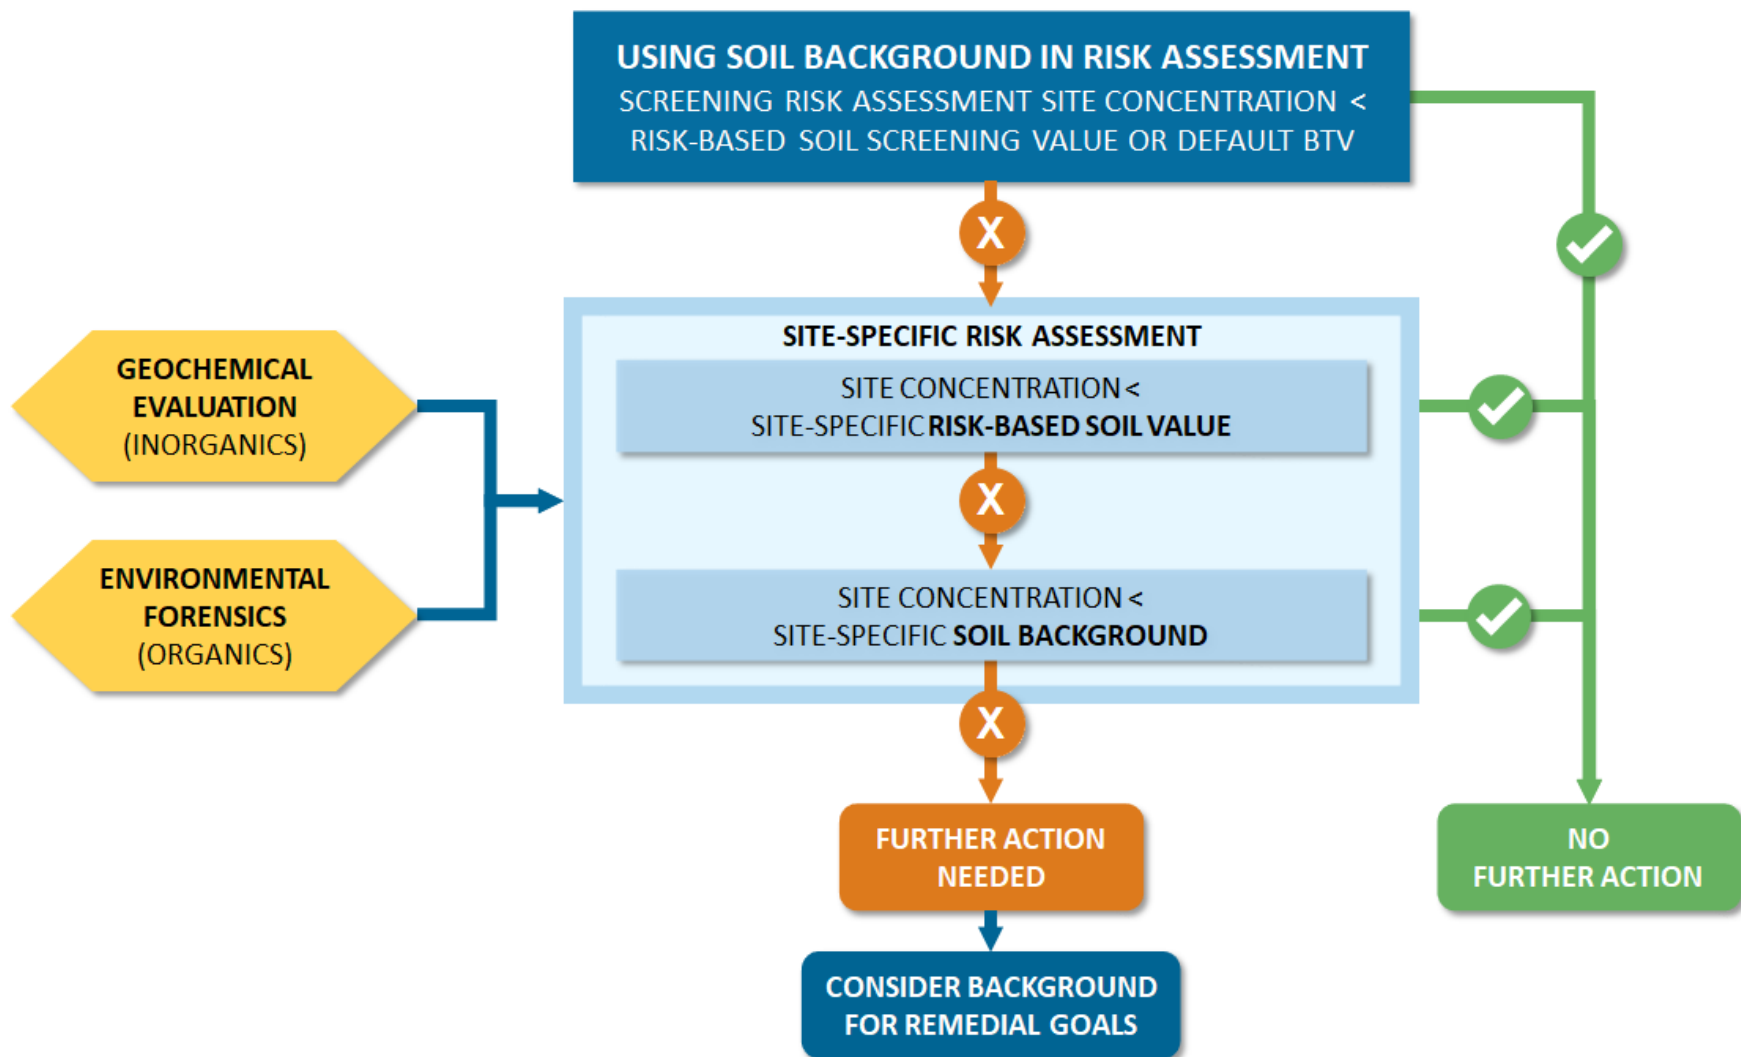 USING SOIL BACKGROUND IN RISK ASSESSMENT
SCREENING RISK ASSESSMENT SITE CONCENTRATION <
RISK-BASED SOIL SCREENING VALUE OR DEFAULT BTV
X
SITE-SPECIFIC RISK ASSESSMENT
SITE CONCENTRATION <
SITE-SPECIFIC RISK-BASED SOIL VALUE
X
SITE CONCENTRATION <
SITE-SPECIFIC SOIL BACKGROUND
X
GEOCHEMICAL
EVALUATION
(INORGANICS)
ENVIRONMENTAL
FORENSICS
(ORGANICS)
FURTHER ACTION
NEEDED
NO
FURTHER ACTION
CONSIDER BACKGROUND
FOR REMEDIAL GOALS